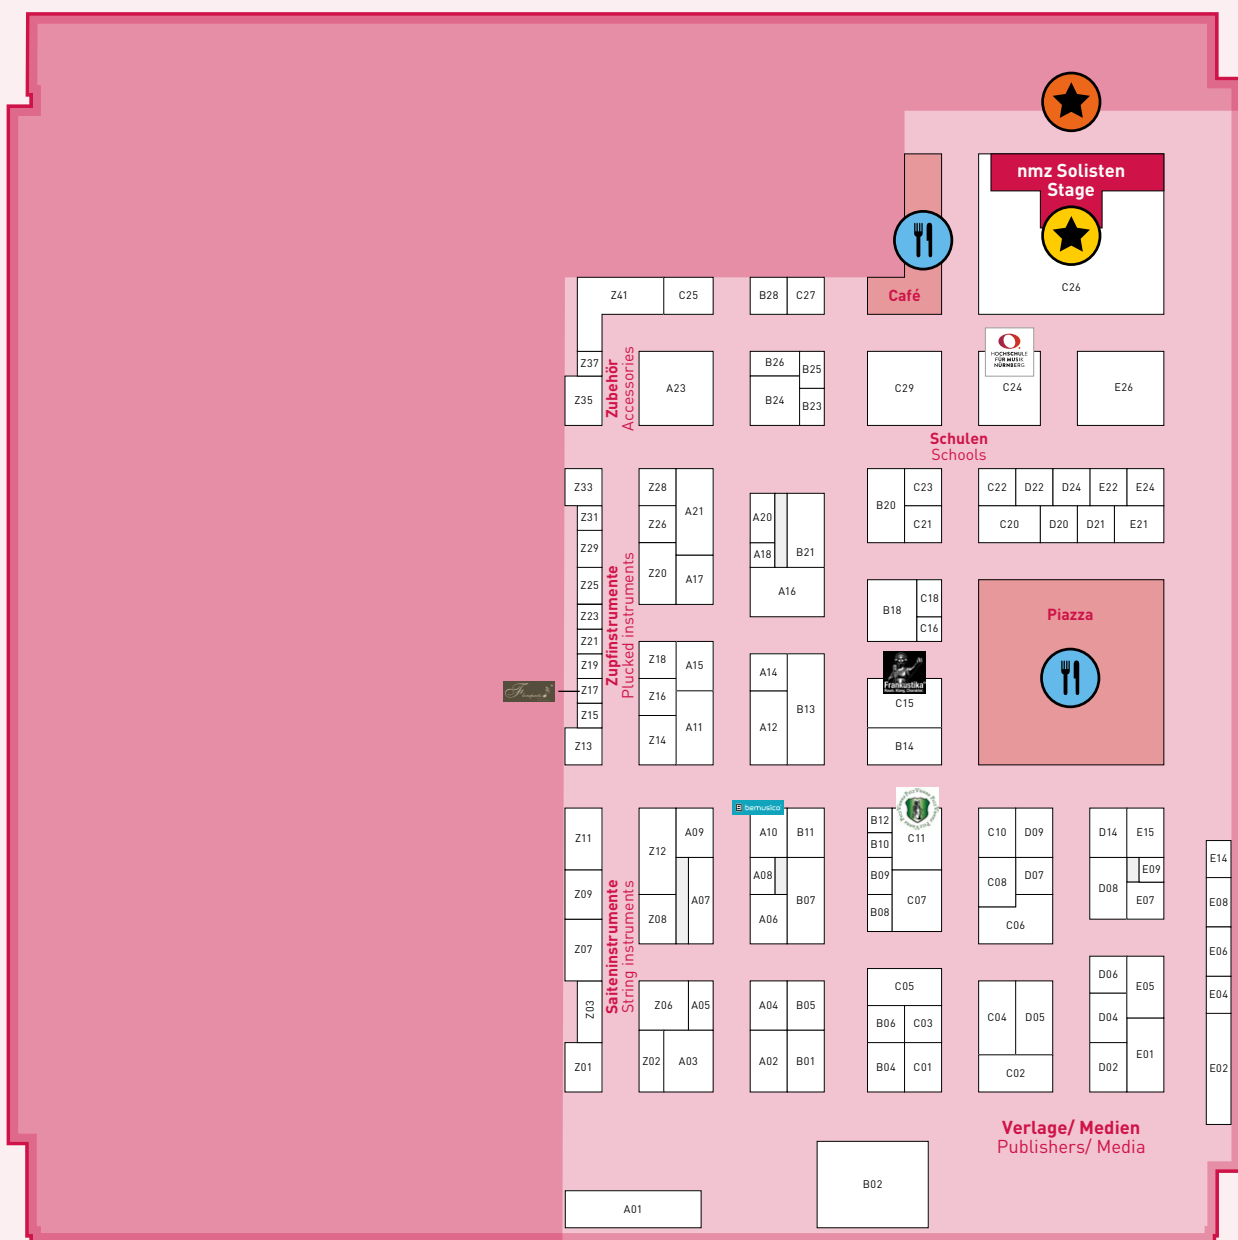 nmz Solisten
Stage
C26
Café
Z41
C25
B28
C27
HOCHSCHULE
FÜR MUSIK
NÜRNBERG
Z37
Z35
Zubehör
Accessories
A23
B26
B25
B24
B23
C29
C24
E26
Schulen
Schools
Z33
Z31
Z29
Z25
Z23
Z21
Z19
Z17
Z15
Z13
Zupfinstrumente
Plucked instruments
Z28
A21
Z26
Z20
A17
A20
A18
B21
A16
B20
C23
C21
C22
D22
D24
E22
E24
C20
D20
D21
E21
B18
C18
C16
Piazza
Z18
A15
Z16
Z14
A11
A14
A12
B13
Frankustika
C15
B14
Z11
Z09
Z07
Z03
Z01
Saiteninstrumente
String instruments
Z12
A09
A07
Z08
bemusico
A10
B11
A08
B07
A06
B12
B10
C11
B09
B08
C07
C10
D09
C08
D07
C06
D14
E15
E09
D08
E07
E14
E08
E06
E04
E02
Z06
A05
Z02
A03
A04
B05
A02
B01
C05
B06
C03
B04
C01
C04
D05
C02
D06
E05
D04
D02
E01
Verlage/ Medien
Publishers/ Media
B02
A01